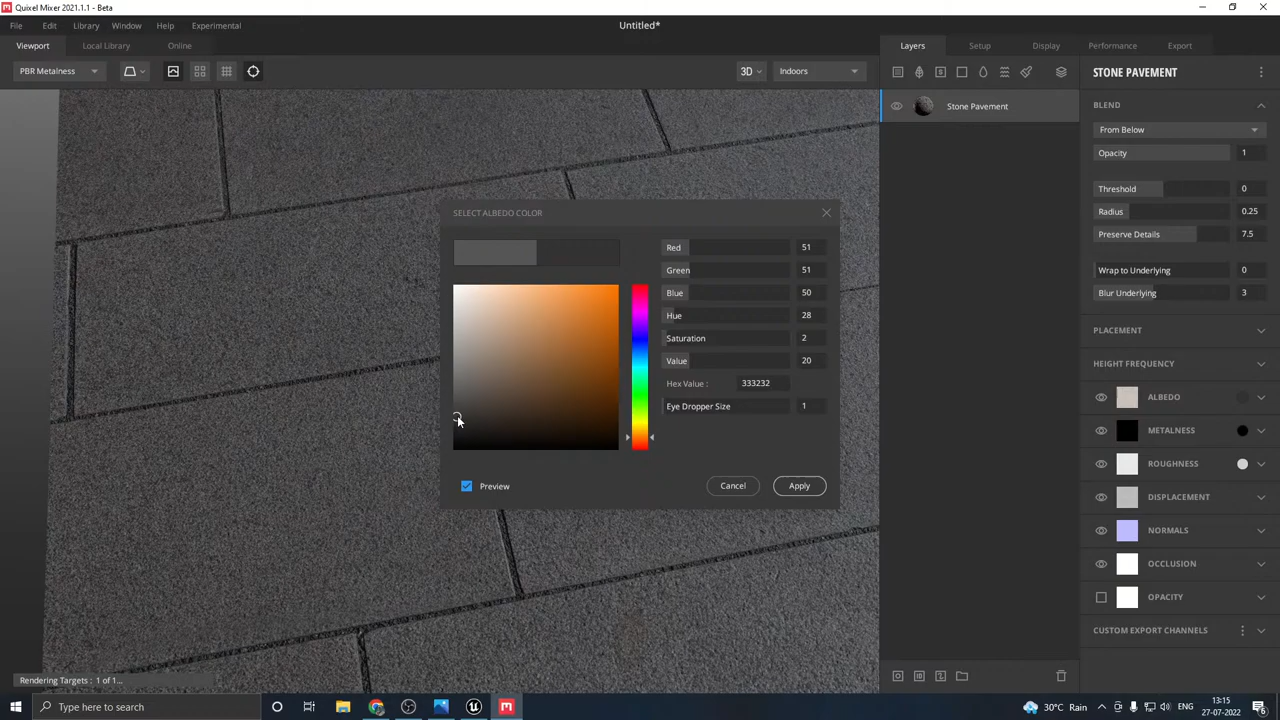 Quixel Mixer 2021.1.1 - Beta
File Edit Library Window Help Experimental
Untitled*
Viewport Local Library Online
Layers Setup Display Performance Export
PBR Metalness
3D
Indoors
Stone Pavement
STONE PAVEMENT
BLEND
From Below
Opacity 1
Threshold 0
Radius 0.25
Preserve Details 7.5
Wrap to Underlying 0
Blur Underlying 3
PLACEMENT
HEIGHT FREQUENCY
ALBEDO
METALNESS
ROUGHNESS
DISPLACEMENT
NORMALS
OCCLUSION
OPACITY
CUSTOM EXPORT CHANNELS
SELECT ALBEDO COLOR
Red 51
Green 51
Blue 50
Hue 28
Saturation 2
Value 20
Hex Value : 333232
Eye Dropper Size 1
Preview
Cancel Apply
Rendering Targets : 1 of 1...
Type here to search
30°C Rain
ENG
13:15
27-07-2022
6